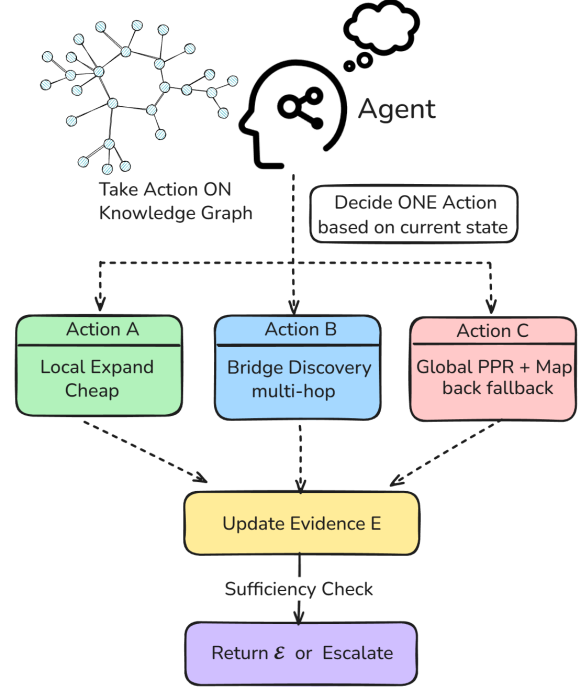 Agent
Take Action ON
Knowledge Graph
Decide ONE Action
based on current state
Action A
Local Expand
Cheap
Action B
Bridge Discovery
multi-hop
Action C
Global PPR + Map
back fallback
Update Evidence E
Sufficiency Check
Return ℰ or Escalate